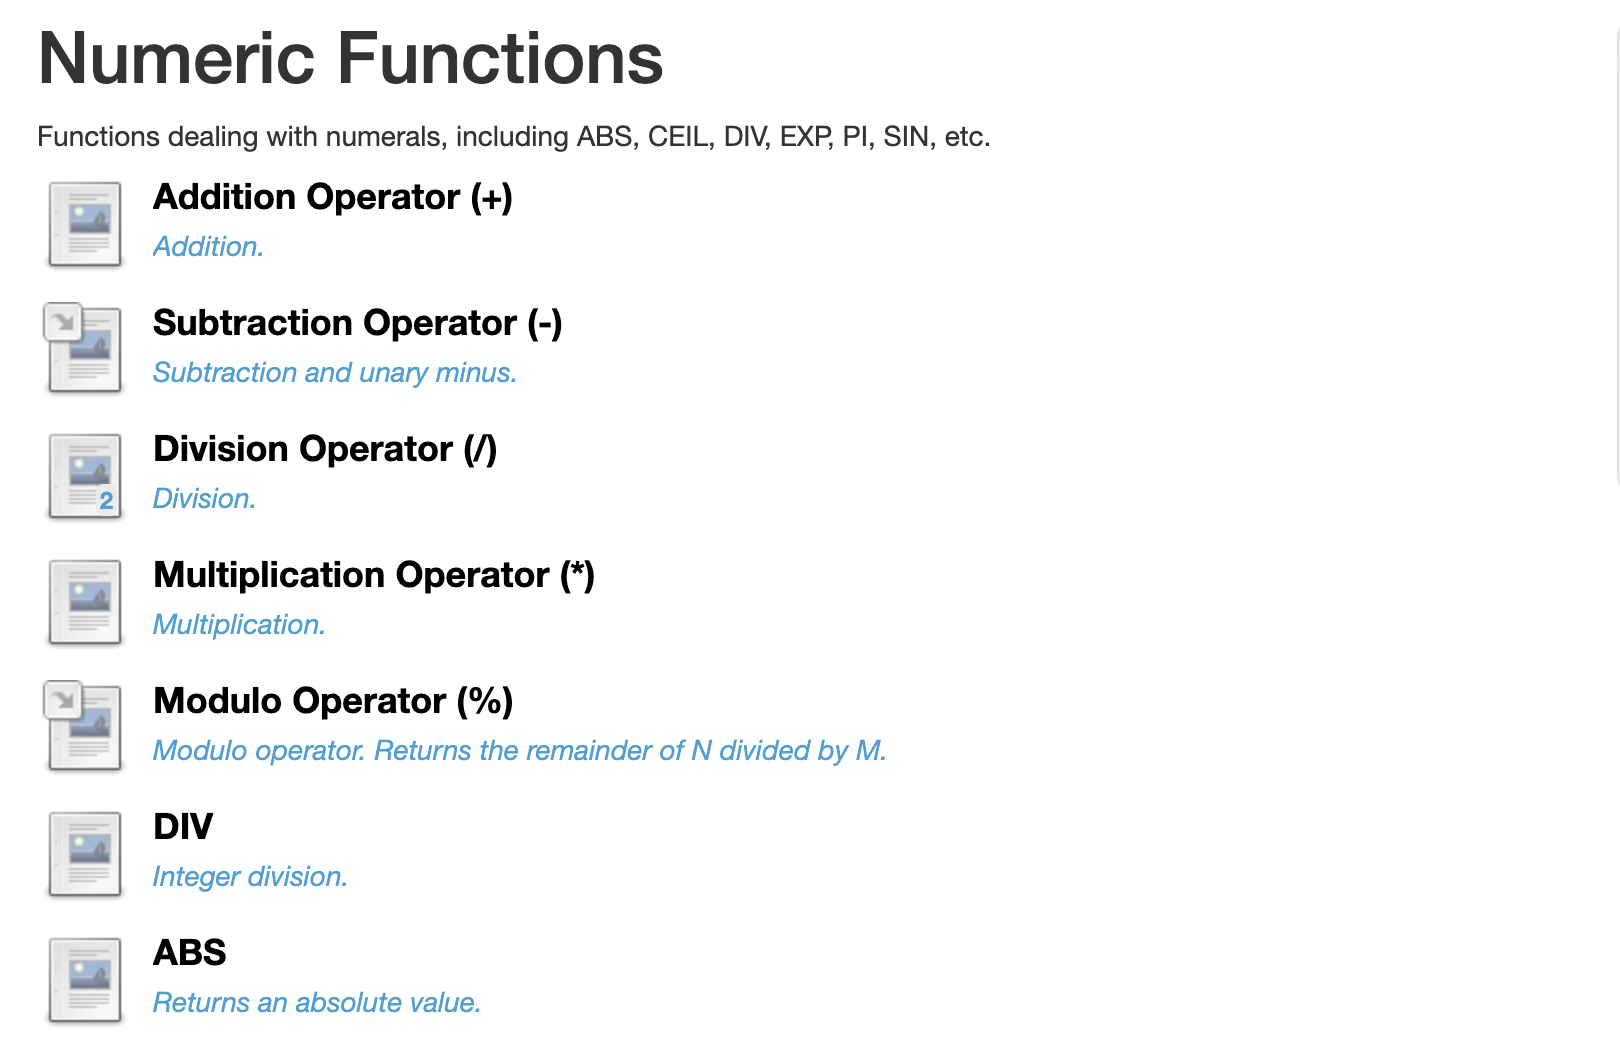 Numeric Functions
Functions dealing with numerals, including ABS, CEIL, DIV, EXP, PI, SIN, etc.
Addition Operator (+)
Addition.
Subtraction Operator (-)
Subtraction and unary minus.
Division Operator (/)
2
Division.
Multiplication Operator (*)
Multiplication.
Modulo Operator (%)
Modulo operator. Returns the remainder of N divided by M.
DIV
Integer division.
ABS
Returns an absolute value.